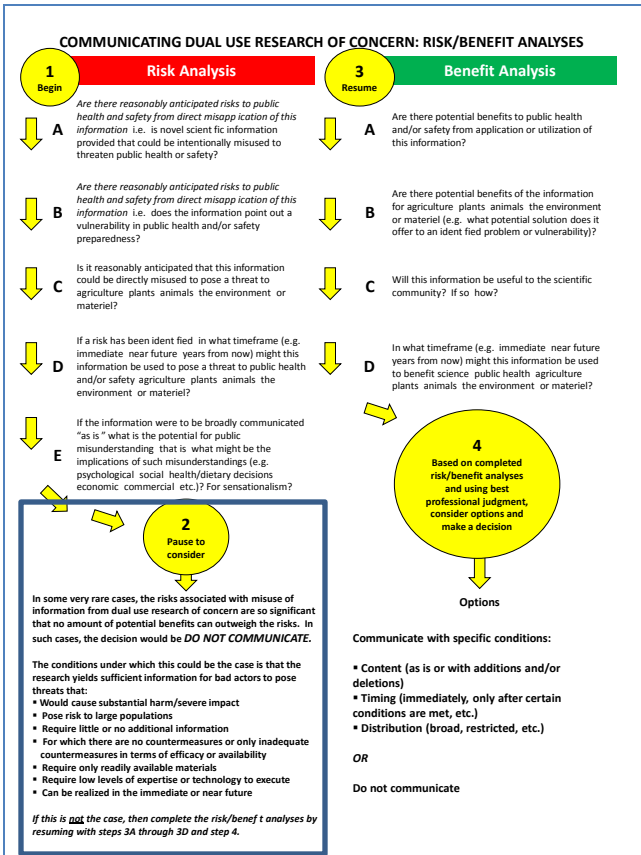 COMMUNICATING DUAL USE RESEARCH OF CONCERN: RISK/BENEFIT ANALYSES
1
Begin
Risk Analysis
A
Are there reasonably anticipated risks to public
health and safety from direct misapp ication of this
information i.e. is novel scient fic information
provided that could be intentionally misused to
threaten public health or safety?
B
Are there reasonably anticipated risks to public
health and safety from direct misapp ication of this
information i.e. does the information point out a
vulnerability in public health and/or safety
preparedness?
C
Is it reasonably anticipated that this information
could be directly misused to pose a threat to
agriculture plants animals the environment or
materiel?
D
If a risk has been ident fied in what timeframe (e.g.
immediate near future years from now) might this
information be used to pose a threat to public health
and/or safety agriculture plants animals the
environment or materiel?
E
If the information were to be broadly communicated
"as is " what is the potential for public
misunderstanding that is what might be the
implications of such misunderstandings (e.g.
psychological social health/dietary decisions
economic commercial etc.)? For sensationalism?
2
Pause to
consider
In some very rare cases, the risks associated with misuse of
information from dual use research of concern are so significant
that no amount of potential benefits can outweigh the risks. In
such cases, the decision would be DO NOT COMMUNICATE.
The conditions under which this could be the case is that the
research yields sufficient information for bad actors to pose
threats that:
▪ Would cause substantial harm/severe impact
▪ Pose risk to large populations
▪ Require little or no additional information
▪ For which there are no countermeasures or only inadequate
countermeasures in terms of efficacy or availability
▪ Require only readily available materials
▪ Require low levels of expertise or technology to execute
▪ Can be realized in the immediate or near future
If this is not the case, then complete the risk/benef t analyses by
resuming with steps 3A through 3D and step 4.
3
Resume
Benefit Analysis
A
Are there potential benefits to public health
and/or safety from application or utilization of
this information?
B
Are there potential benefits of the information
for agriculture plants animals the environment
or materiel (e.g. what potential solution does it
offer to an ident fied problem or vulnerability)?
C
Will this information be useful to the scientific
community? If so how?
D
In what timeframe (e.g. immediate near future
years from now) might this information be used
to benefit science public health agriculture
plants animals the environment or materiel?
4
Based on completed
risk/benefit analyses
and using best
professional judgment,
consider options and
make a decision
Options
Communicate with specific conditions:
▪ Content (as is or with additions and/or
deletions)
▪ Timing (immediately, only after certain
conditions are met, etc.)
▪ Distribution (broad, restricted, etc.)
OR
Do not communicate